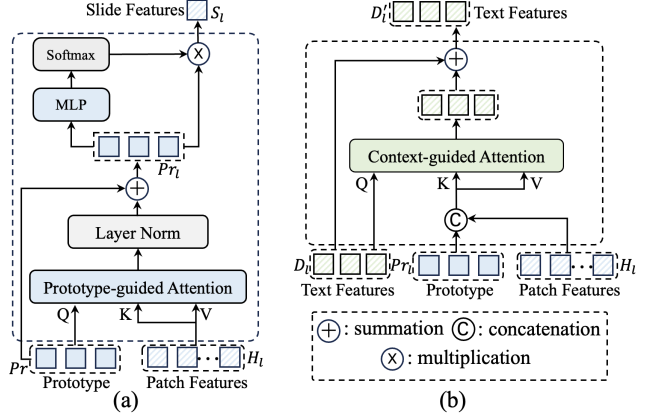 Slide Features S_l
Softmax
×
MLP
Pr_l
+
Layer Norm
Prototype-guided Attention
Q K V
Pr ... H_l
Prototype Patch Features
(a)
D'_l Text Features
+
Context-guided Attention
Q K V
C
D_l Pr_l ... H_l
Text Features Prototype Patch Features
+ : summation C : concatenation
× : multiplication
(b)